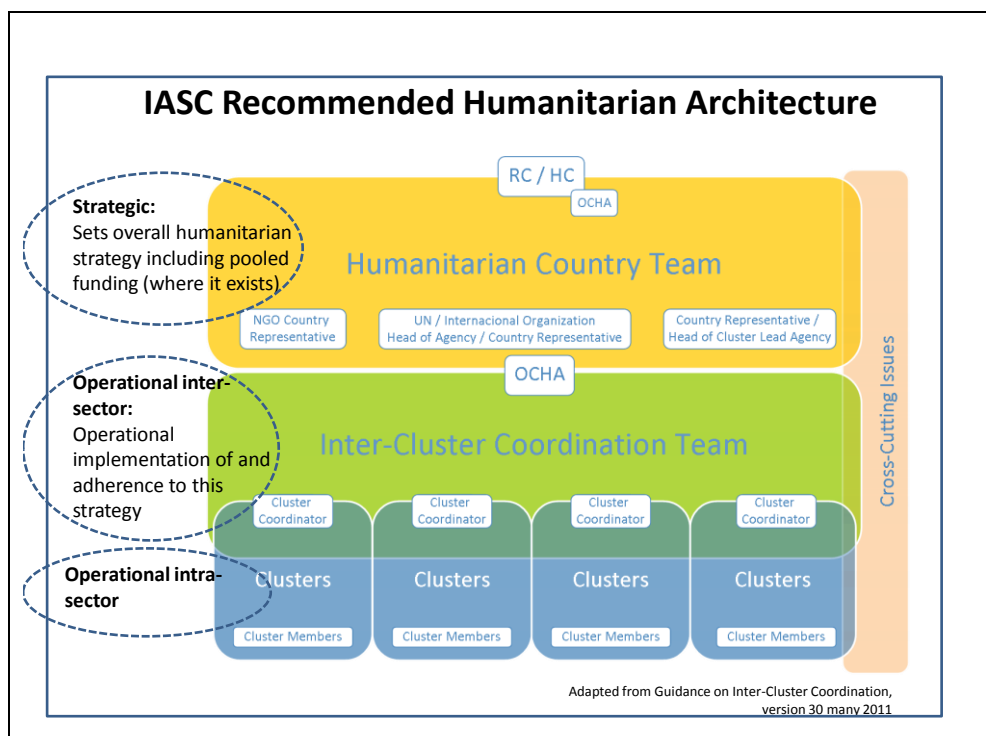 IASC Recommended Humanitarian Architecture
RC / HC
OCHA
Strategic:
Sets overall humanitarian
strategy including pooled
funding (where it exists)
Humanitarian Country Team
NGO Country
Representative
UN / Internacional Organization
Head of Agency / Country Representative
Country Representative /
Head of Cluster Lead Agency
OCHA
Operational inter-
sector:
Operational
implementation of and
adherence to this
strategy
Inter-Cluster Coordination Team
Cluster
Coordinator
Cluster
Coordinator
Cluster
Coordinator
Cluster
Coordinator
Operational intra-
sector
Clusters
Clusters
Clusters
Clusters
Cluster Members
Cluster Members
Cluster Members
Cluster Members
Cross-Cutting Issues
Adapted from Guidance on Inter-Cluster Coordination,
version 30 many 2011